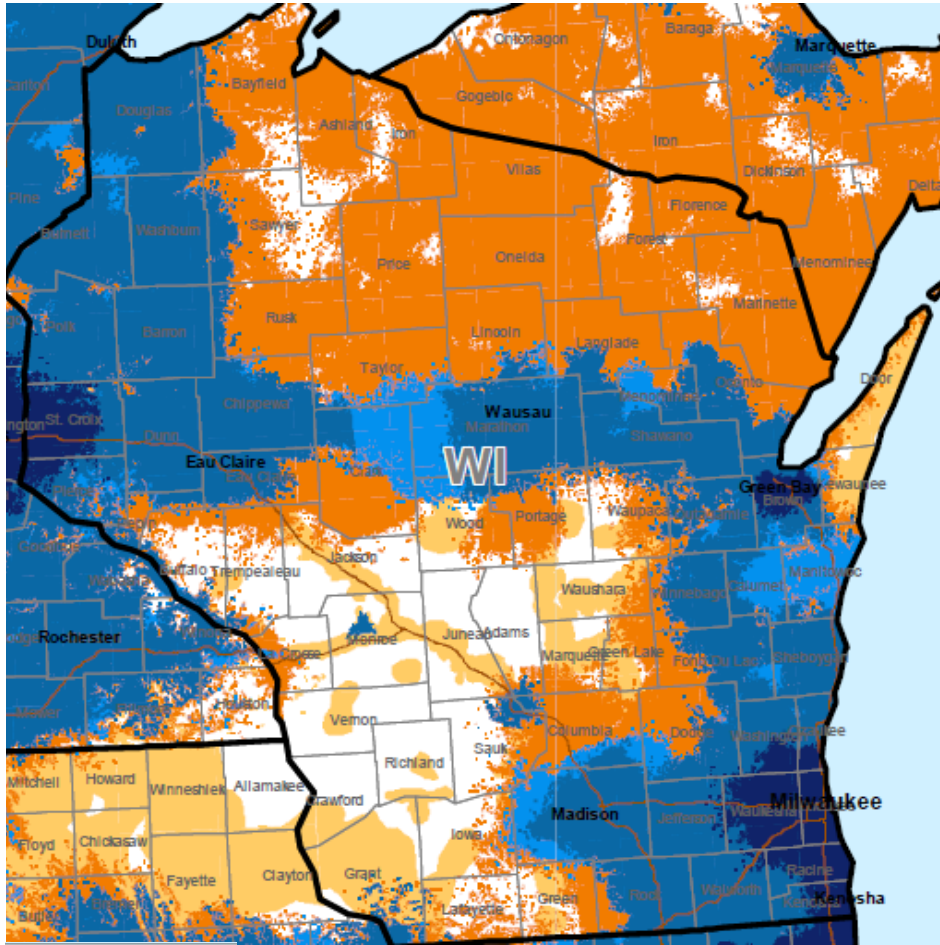 Ontonagon
Baraga
Duluth
Marquette
Marquette
Carlton
Bayfield
Gogebic
Douglas
Ashland
Iron
Iron
Vilas
Dickinson
Delta
Pine
Florence
Burnett
Washburn
Sawyer
Forest
Price
Oneida
Menominee
Marinette
Rusk
Polk
Barron
Lincoln
Langlade
Taylor
Door
Oconto
Menominee
Chippewa
Wausau
St. Croix
Marathon
ngton
Dunn
Shawano
Eau Claire
Clark
WI
Eau Claire
Green Bay
Kewaunee
Pierce
Brown
Pepin
Wood
Portage
Waupaca
Outagamie
Goodhue
Jackson
Buffalo
Trempealeau
Manitowoc
Wabasha
Waushara
Calumet
Winnebago
Winona
Rochester
Monroe
Juneau
Adams
La Crosse
Marquette
Green Lake
Fond Du Lac
Sheboygan
Houston
Fillmore
Mower
Vernon
Columbia
Dodge
Washington
Ozaukee
Sauk
Richland
Mitchell
Howard
Winneshiek
Allamakee
Crawford
Milwaukee
Madison
Waukesha
Jefferson
Iowa
Floyd
Chickasaw
Grant
Racine
Fayette
Clayton
Rock
Walworth
Green
Kenosha
Kenosha
Lafayette
Butler
Bremer